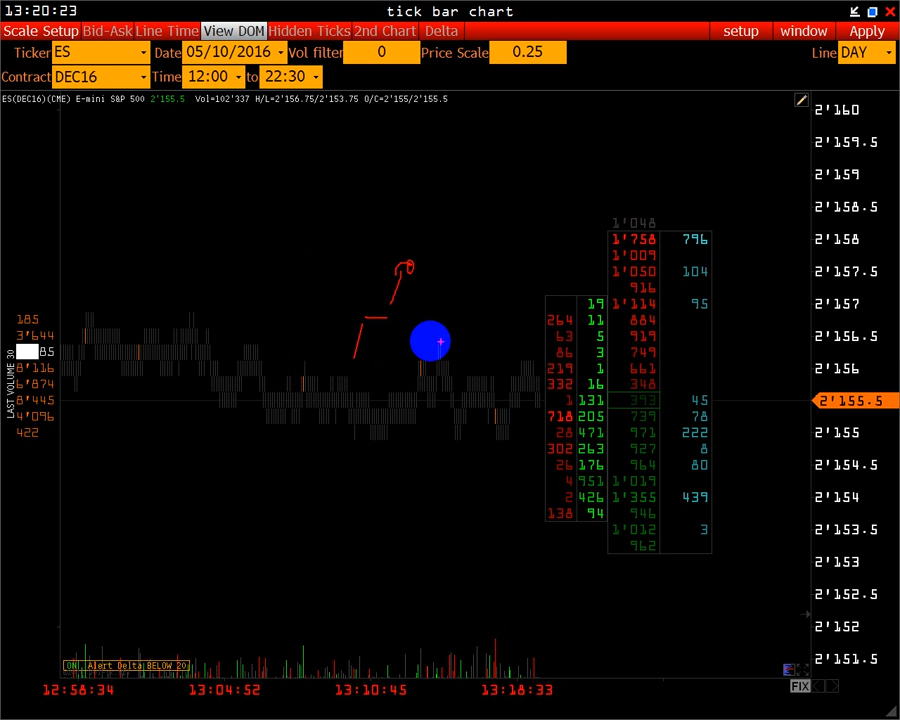 13:20:23 tick bar chart
Scale Setup Bid-Ask Line Time View DOM Hidden Ticks 2nd Chart Delta setup window Apply
Ticker ES Date 05/10/2016 Vol filter 0 Price Scale 0.25 Line DAY
Contract DEC16 Time 12:00 to 22:30
ES(DEC16)(CME) E-mini S&P 500 2'155.5 Vol=102'337 H/L=2'156.75/2'153.75 O/C=2'155/2'155.5
2'160
2'159.5
2'159
2'158.5
1'048
1'758 796 2'158
1'009
1'050 104 2'157.5
916
19 1'114 95 2'157
185 264 11 884
3'644 63 5 919 2'156.5
85 86 3 749
8'116 219 1 661 2'156
6'874 332 16 348
8'445 1 131 393 45 2'155.5
4'096 718 205 739 78
422 28 471 971 222 2'155
302 263 927 8
26 176 964 80 2'154.5
4 951 1'019
2 426 1'355 439 2'154
138 94 946
1'012 3 2'153.5
962
2'153
2'152.5
2'152
2'151.5
LAST VOLUME 30
ON Alert Delta BELOW 20
FIX
12:58:34 13:04:52 13:10:45 13:18:33